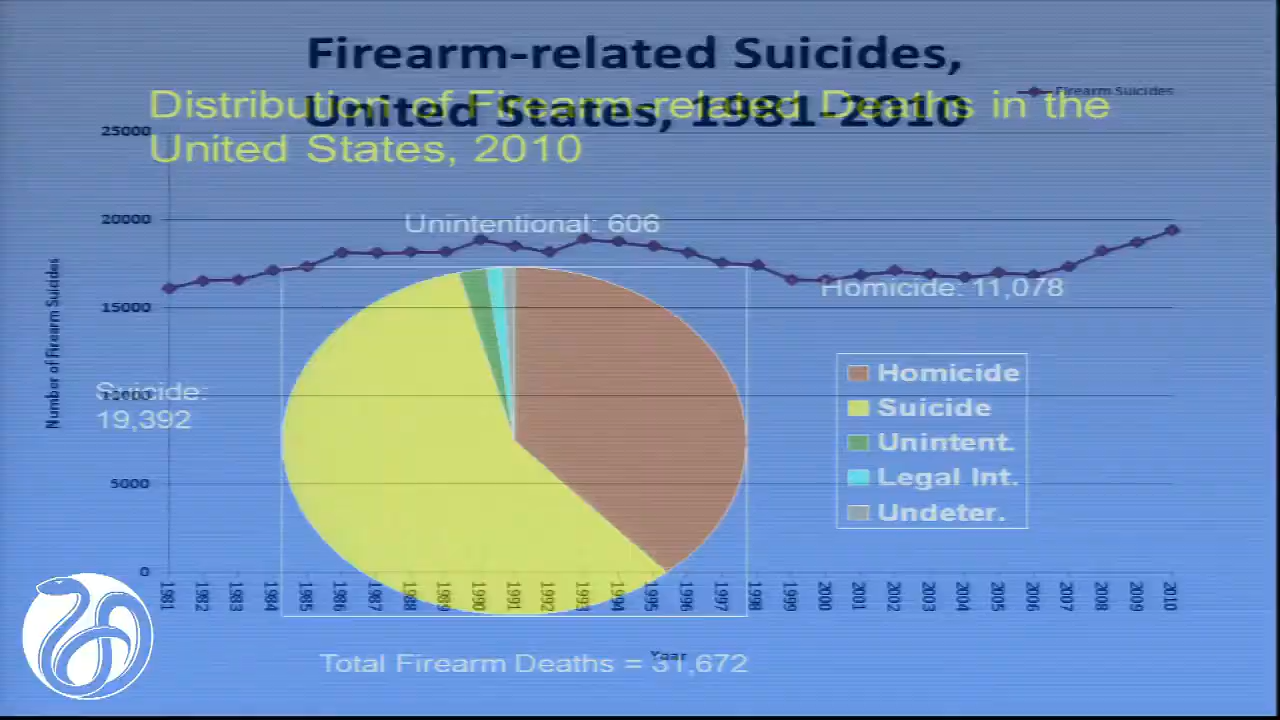 Firearm-related Suicides,
United States, 1981-2010
Firearm Suicides
Distribution of Firearm-related Deaths in the
United States, 2010
25000
20000
15000
10000
5000
0
Number of Firearm Suicides
Unintentional: 606
Homicide: 11,078
Suicide:
19,392
Homicide
Suicide
Unintent.
Legal Int.
Undeter.
1981 1982 1983 1984 1985 1986 1987 1988 1989 1990 1991 1992 1993 1994 1995 1996 1997 1998 1999 2000 2001 2002 2003 2004 2005 2006 2007 2008 2009 2010
Year
Total Firearm Deaths = 31,672